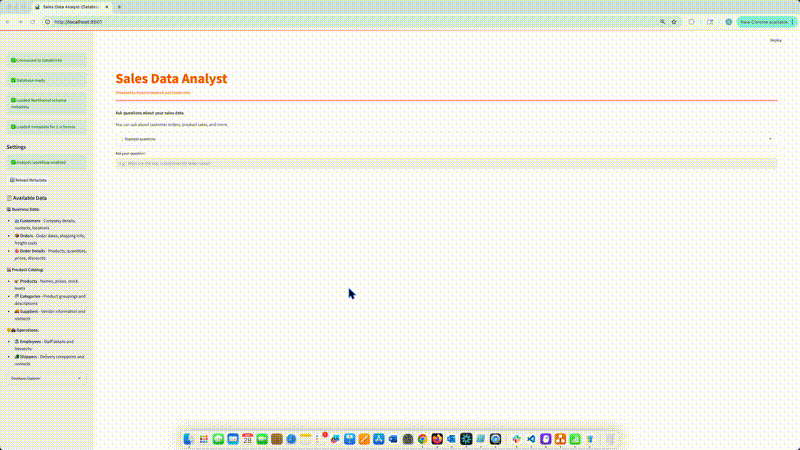 Sales Data Analyst (Databric
http://localhost:8501
New Chrome available
Deploy
Connected to Databricks
Database ready
Loaded Northwind schema
metadata
Loaded metadata for 1 schemas
Settings
Analysis workflow enabled
Reload Metadata
Available Data
Business Data:
Customers - Company details,
contacts, locations
Orders - Order dates, shipping info,
freight costs
Order Details - Products, quantities,
prices, discounts
Product Catalog:
Products - Names, prices, stock
levels
Categories - Product groupings and
descriptions
Suppliers - Vendor information and
contacts
Operations:
Employees - Staff details and
hierarchy
Shippers - Delivery companies and
contacts
Database Explorer
Sales Data Analyst
Powered by Amazon Bedrock and Databricks
Ask questions about your sales data
You can ask about customer orders, product sales, and more.
Example questions
Ask your question:
e.g., What are the top 5 customers by order value?
28